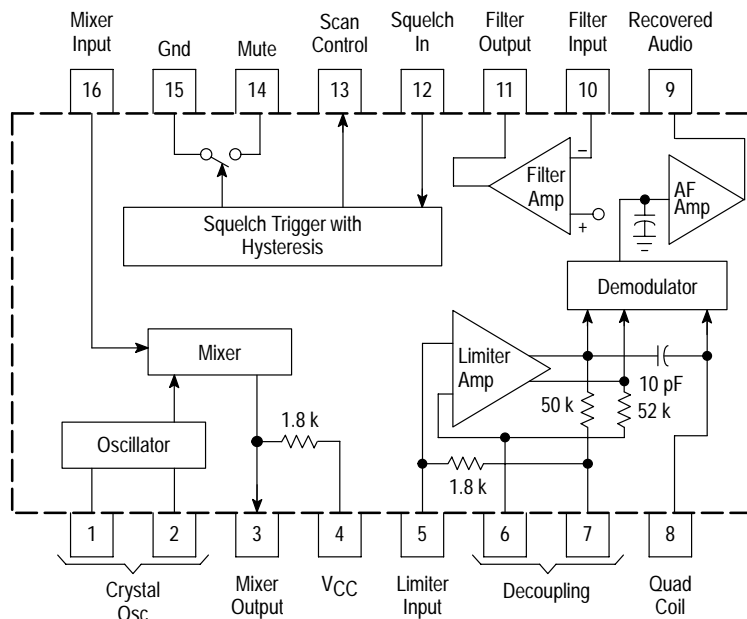 Mixer
Input
Gnd
Mute
Scan
Control
Squelch
In
Filter
Output
Filter
Input
Recovered
Audio
16
15
14
13
12
11
10
9
Squelch Trigger with
Hysteresis
Filter
Amp
–
+
AF
Amp
Demodulator
Mixer
Limiter
Amp
10 pF
50 k
52 k
1.8 k
Oscillator
1.8 k
1
2
3
4
5
6
7
8
Crystal
Osc
Mixer
Output
VCC
Limiter
Input
Decoupling
Quad
Coil